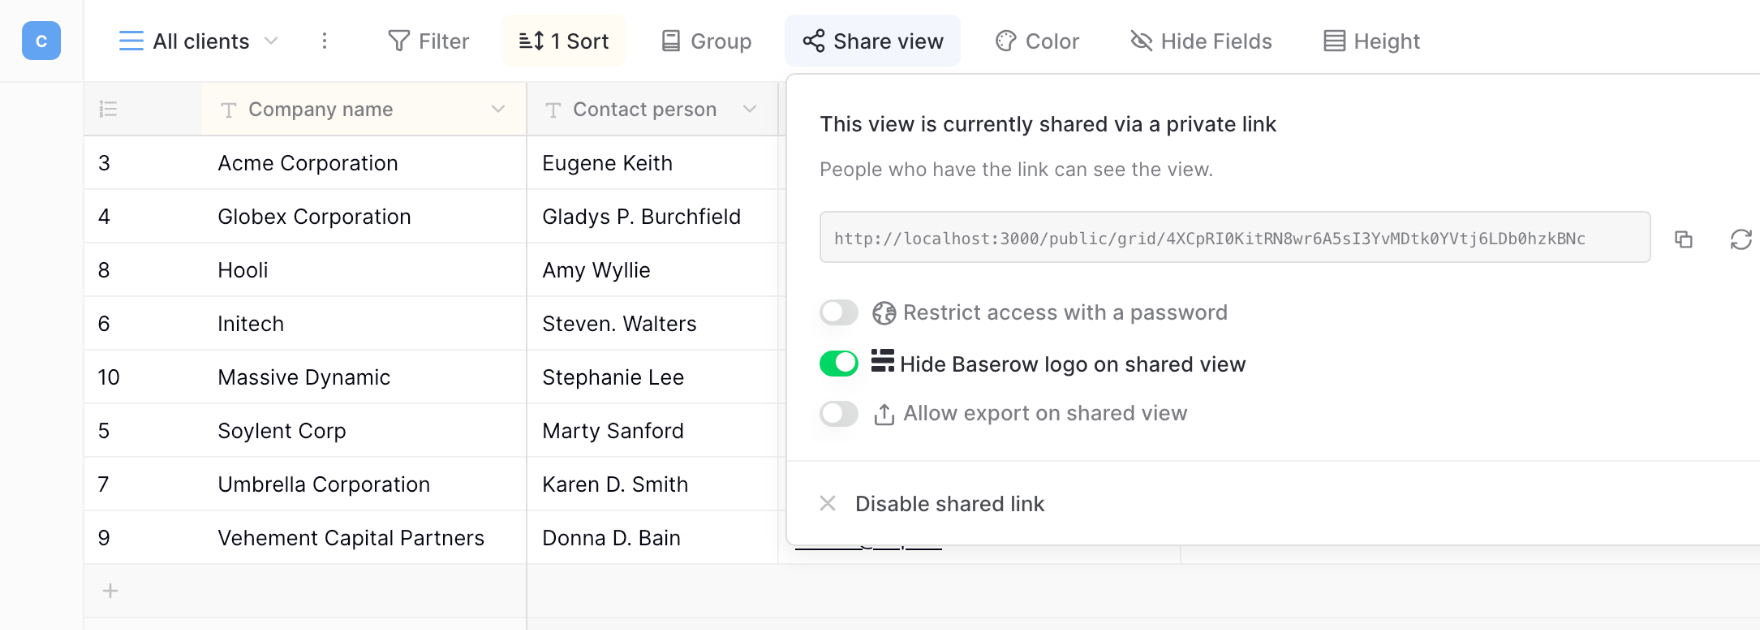 C
All clients
Filter
1 Sort
Group
Share view
Color
Hide Fields
Height
Company name
Contact person
3 Acme Corporation Eugene Keith
4 Globex Corporation Gladys P. Burchfield
8 Hooli Amy Wyllie
6 Initech Steven. Walters
10 Massive Dynamic Stephanie Lee
5 Soylent Corp Marty Sanford
7 Umbrella Corporation Karen D. Smith
9 Vehement Capital Partners Donna D. Bain
This view is currently shared via a private link
People who have the link can see the view.
http://localhost:3000/public/grid/4XCpRI0KitRN8wr6A5sI3YvMDtk0YVtj6LDb0hzkBNc
Restrict access with a password
Hide Baserow logo on shared view
Allow export on shared view
Disable shared link